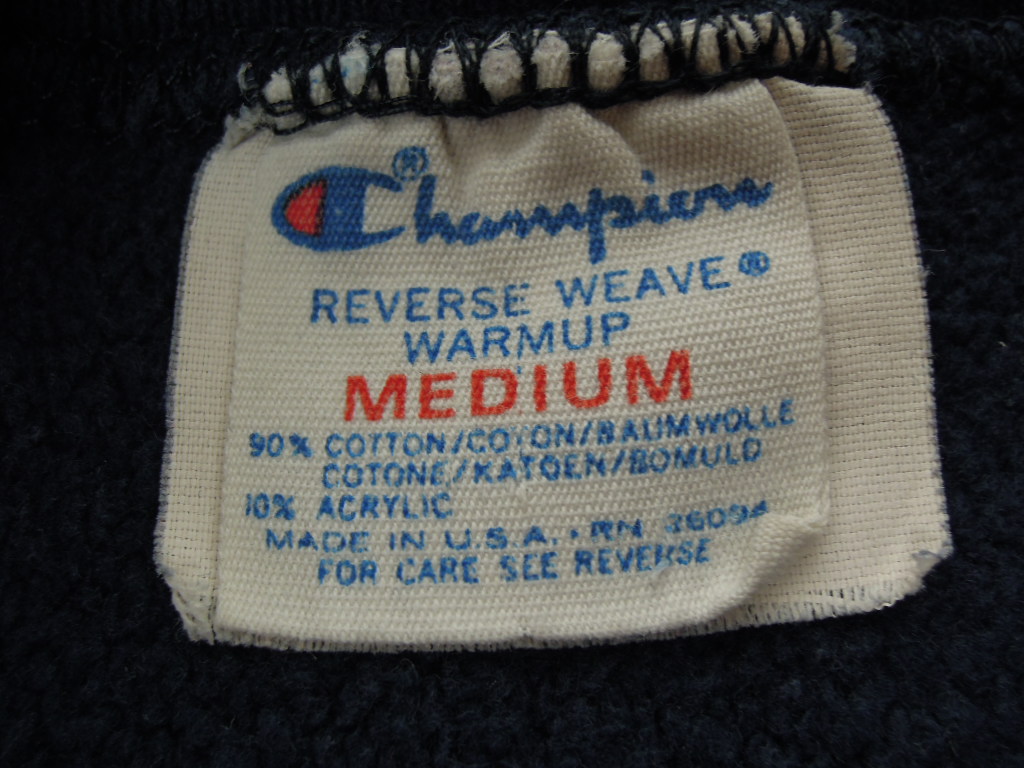 Champion®
REVERSE WEAVE®
WARMUP
MEDIUM
90% COTTON/COTON/BAUMWOLLE
COTONE/KATOEN/BOMULD
10% ACRYLIC
MADE IN U.S.A. · RN 26094
FOR CARE SEE REVERSE